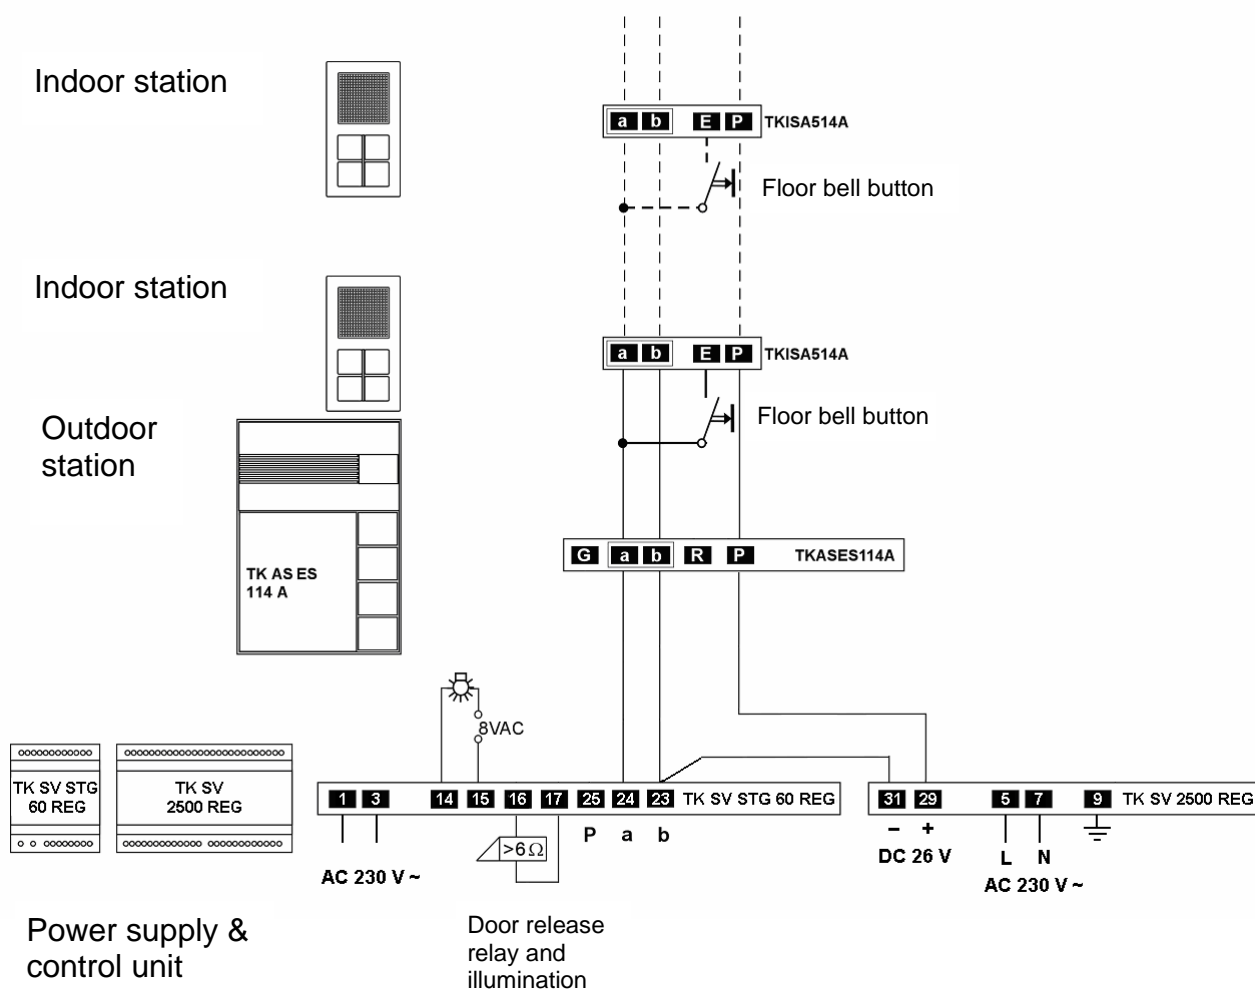 Indoor station
a b E P TKISA514A
Floor bell button
Indoor station
a b E P TKISA514A
Floor bell button
Outdoor
station
G a b R P TKASES114A
TK AS ES
114 A
8VAC
TK SV STG
60 REG
TK SV
2500 REG
1 3 14 15 16 17 25 24 23 TK SV STG 60 REG
31 29 5 7 9 TK SV 2500 REG
P a b
>6 Ω
AC 230 V ~
– +
DC 26 V
L N
AC 230 V ~
Power supply &
control unit
Door release
relay and
illumination